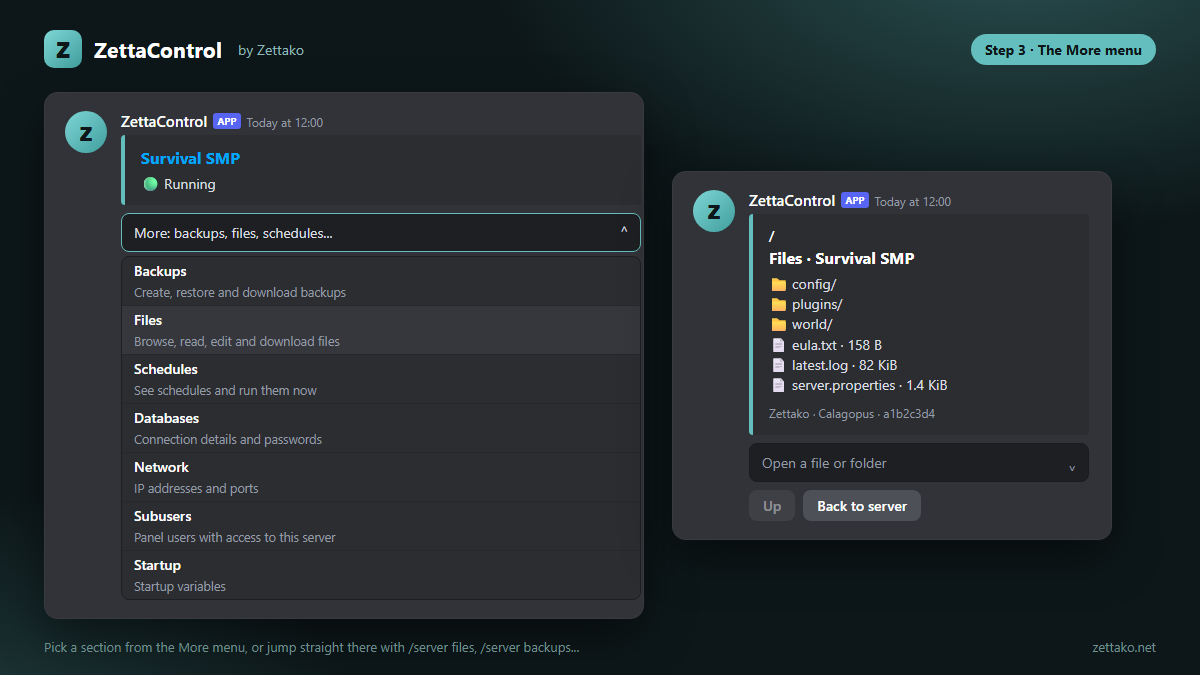 Z ZettaControl by Zettako
Step 3 · The More menu
Z
ZettaControl APP Today at 12:00
Survival SMP
Running
More: backups, files, schedules...
Backups
Create, restore and download backups
Files
Browse, read, edit and download files
Schedules
See schedules and run them now
Databases
Connection details and passwords
Network
IP addresses and ports
Subusers
Panel users with access to this server
Startup
Startup variables
Z
ZettaControl APP Today at 12:00
/
Files · Survival SMP
config/
plugins/
world/
eula.txt · 158 B
latest.log · 82 KiB
server.properties · 1.4 KiB
Zettako · Calagopus · a1b2c3d4
Open a file or folder
Up Back to server
Pick a section from the More menu, or jump straight there with /server files, /server backups...
zettako.net